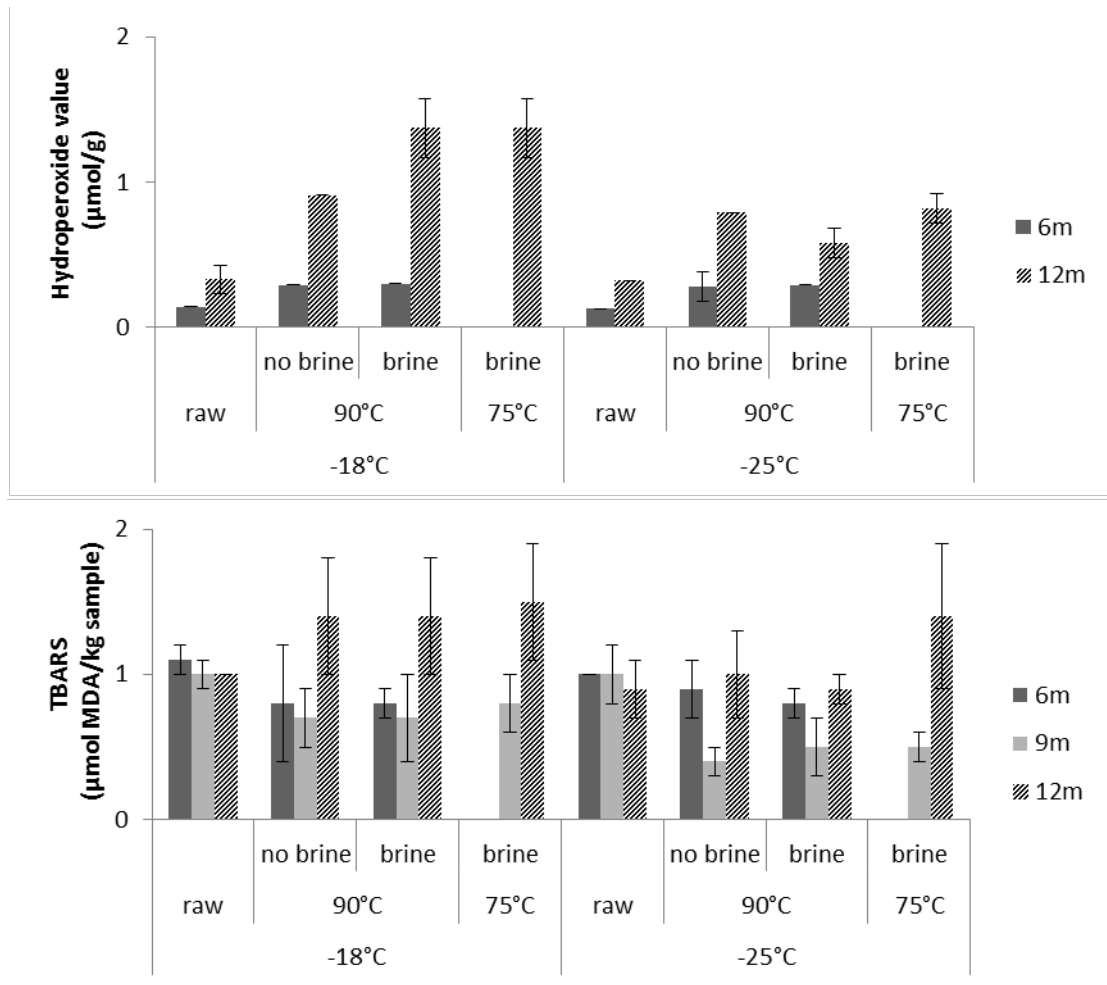 2
Hydroperoxide value
(µmol/g)
1
0
6m
12m
no brine brine brine no brine brine brine
raw 90°C 75°C raw 90°C 75°C
-18°C -25°C
2
TBARS
(µmol MDA/kg sample)
1
0
6m
9m
12m
no brine brine brine no brine brine brine
raw 90°C 75°C raw 90°C 75°C
-18°C -25°C